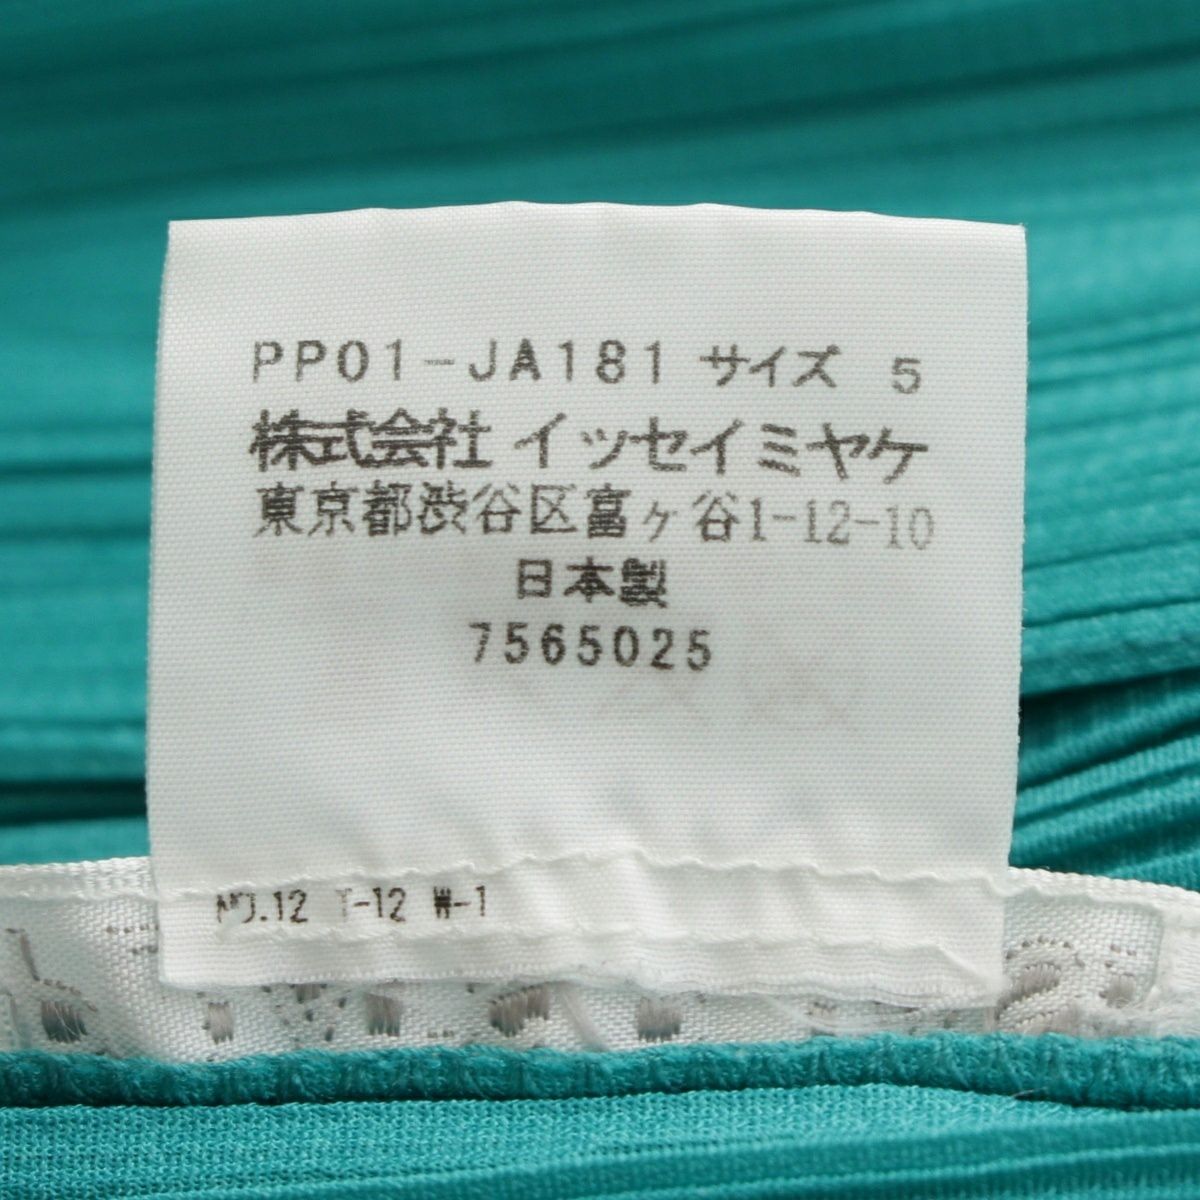 PP01-JA181 サイズ 5
株式会社 イッセイミヤケ
東京都渋谷区富ヶ谷1-12-10
日本製
7565025
NO.12 T-12 W-1